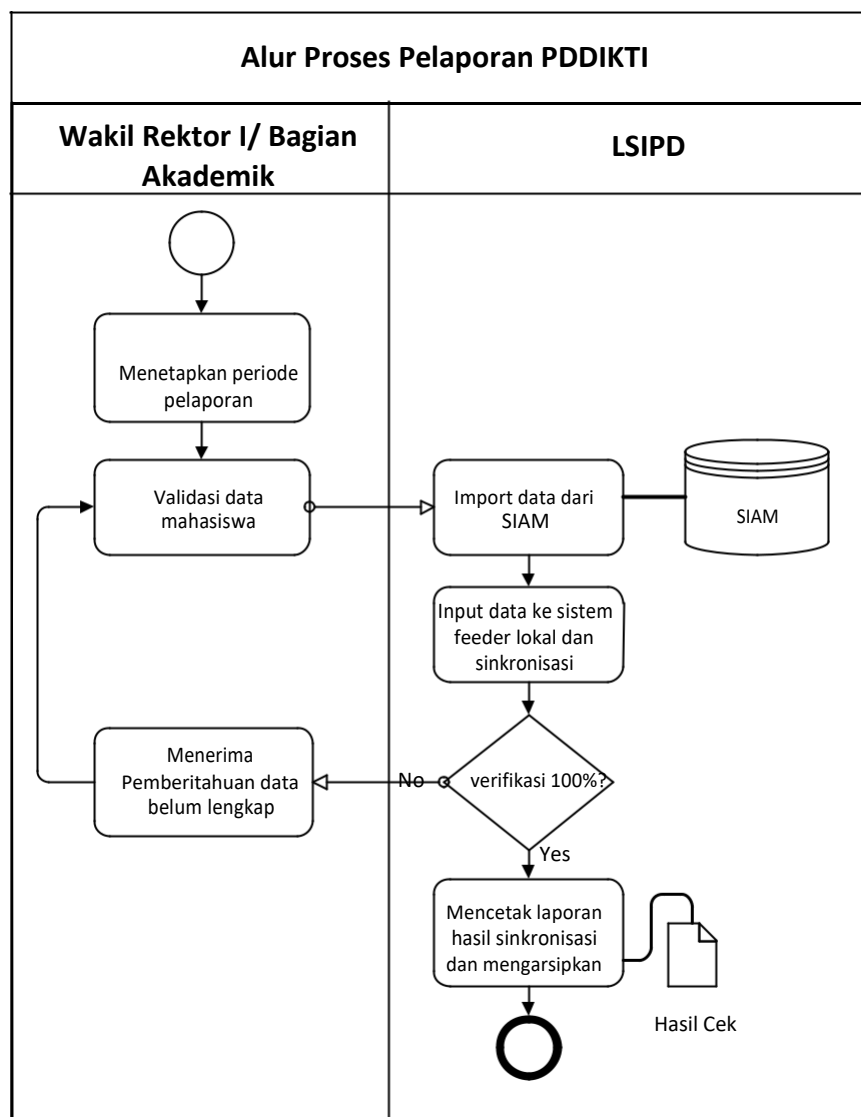 Alur Proses Pelaporan PDDIKTI
Wakil Rektor I/ Bagian
Akademik
LSIPD
Menetapkan periode
pelaporan
Validasi data
mahasiswa
Import data dari
SIAM
SIAM
Input data ke sistem
feeder lokal dan
sinkronisasi
Menerima
Pemberitahuan data
belum lengkap
No
verifikasi 100%?
Yes
Mencetak laporan
hasil sinkronisasi
dan mengarsipkan
Hasil Cek